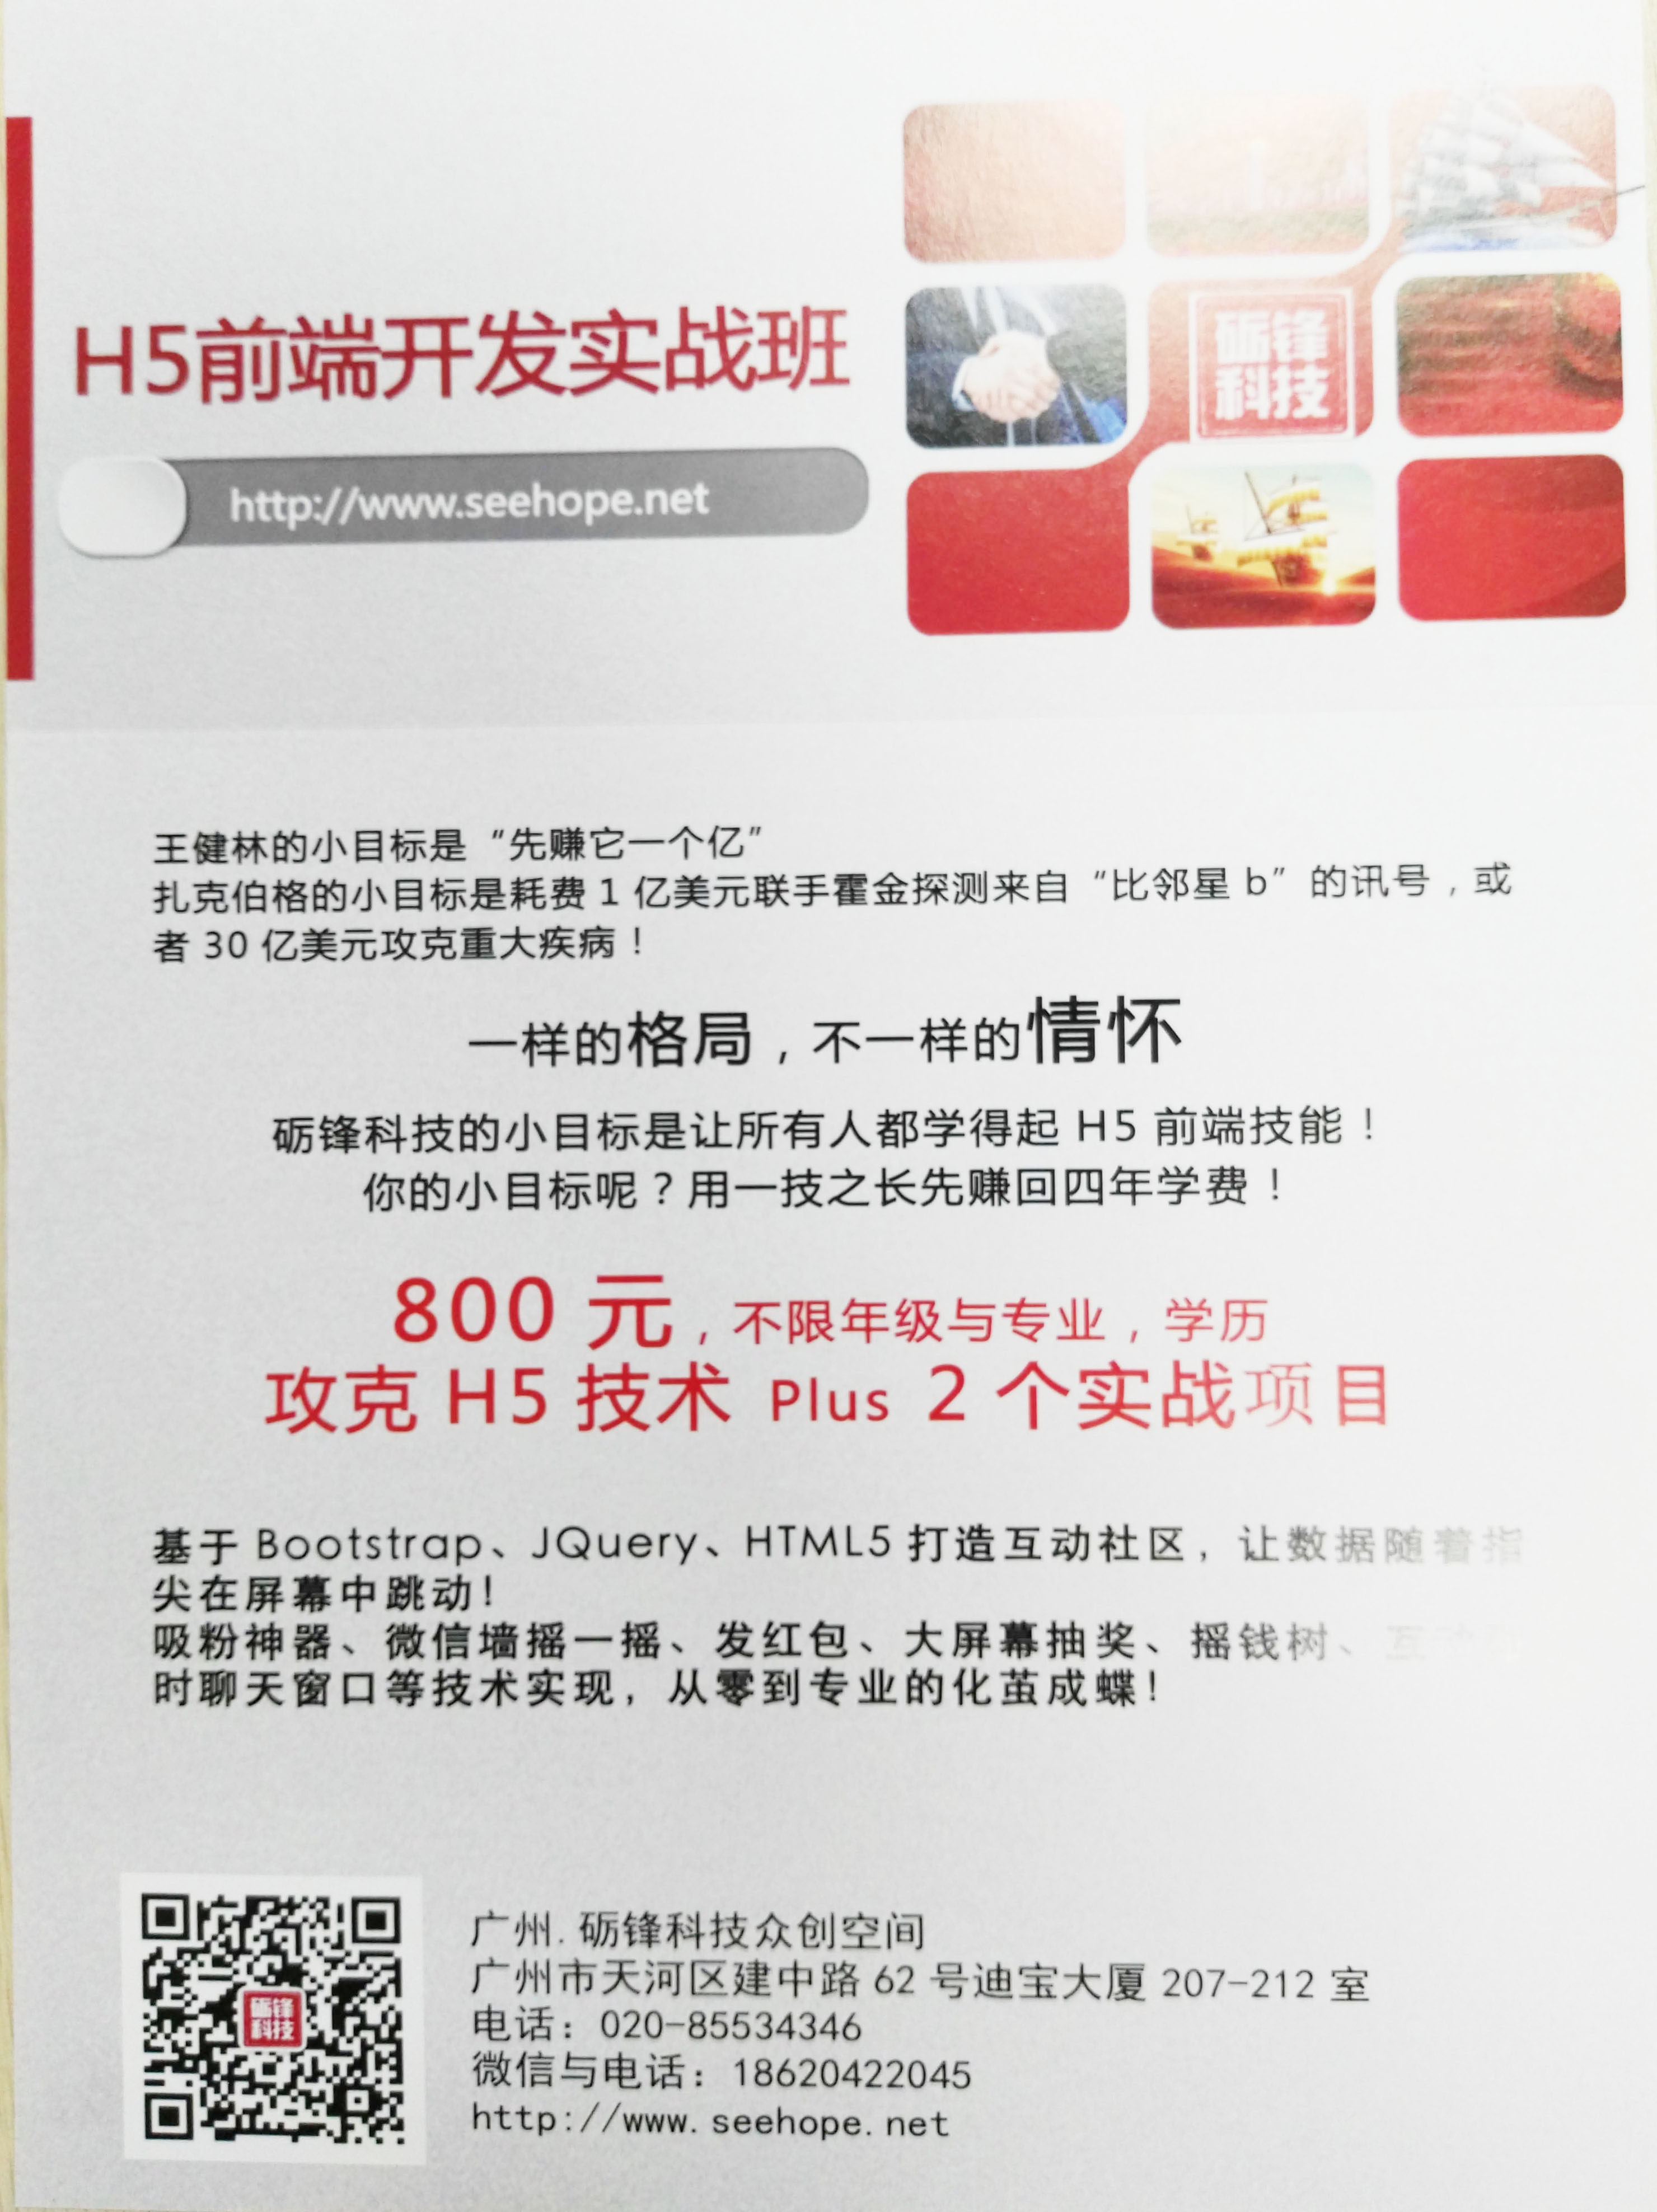 砺锋
科技
H5前端开发实战班
http://www.seehope.net
王健林的小目标是“先赚它一个亿”
扎克伯格的小目标是耗费 1 亿美元联手霍金探测来自“比邻星 b”的讯号，或
者 30 亿美元攻克重大疾病！
一样的格局，不一样的情怀
砺锋科技的小目标是让所有人都学得起 H5 前端技能！
你的小目标呢？用一技之长先赚回四年学费！
800 元，不限年级与专业，学历
攻克 H5 技术 Plus 2 个实战项目
基于 Bootstrap、JQuery、HTML5 打造互动社区，让数据随着指
尖在屏幕中跳动！
吸粉神器、微信墙摇一摇、发红包、大屏幕抽奖、摇钱树、互动
时聊天窗口等技术实现，从零到专业的化茧成蝶！
砺锋
科技
广州.砺锋科技众创空间
广州市天河区建中路 62 号迪宝大厦 207-212 室
电话：020-85534346
微信与电话：18620422045
http://www.seehope.net